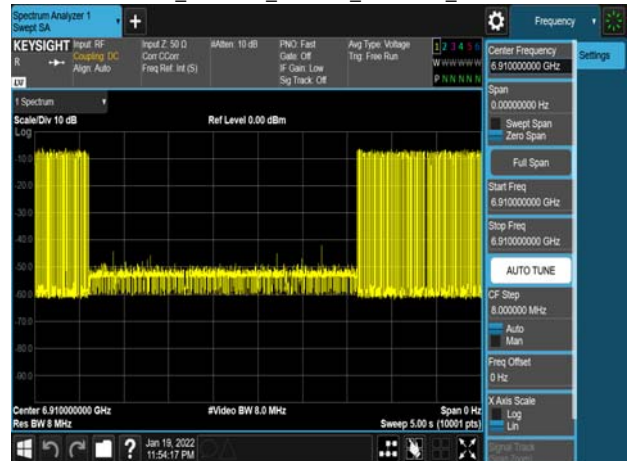 Spectrum Analyzer 1
Swept SA
Frequency
KEYSIGHT
Input: RF
Coupling: DC
Align: Auto
Input Z: 50 Ω
Corr CCorr
Freq Ref: Int (S)
#Atten: 10 dB
PNO: Fast
Gate: Off
IF Gain: Low
Sig Track: Off
Avg Type: Voltage
Trig: Free Run
1 2 3 4 5 6
W W W W W W
P N N N N N
R
LXI
Center Frequency
6.910000000 GHz
Settings
Span
0.00000000 Hz
Swept Span
Zero Span
Full Span
Start Freq
6.910000000 GHz
Stop Freq
6.910000000 GHz
AUTO TUNE
CF Step
8.000000 MHz
Auto
Man
Freq Offset
0 Hz
X Axis Scale
Log
Lin
Signal Track
(Span Zoom)
1 Spectrum
Scale/Div 10 dB
Ref Level 0.00 dBm
Log
-10.0
-20.0
-30.0
-40.0
-50.0
-60.0
-70.0
-80.0
-90.0
Center 6.910000000 GHz
#Video BW 8.0 MHz
Span 0 Hz
Res BW 8 MHz
Sweep 5.00 s (10001 pts)
Jan 19, 2022
11:54:17 PM